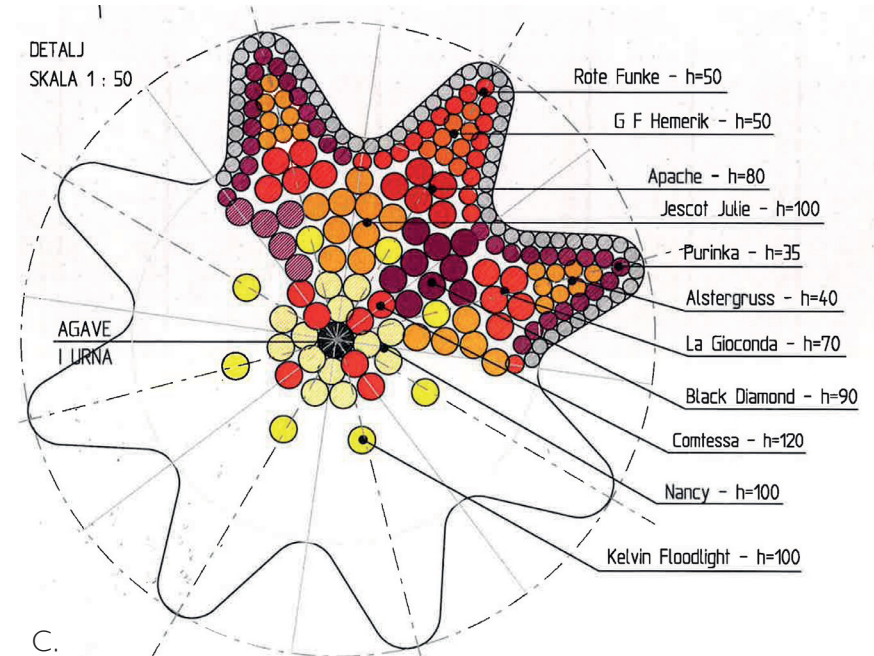 DETALJ
SKALA 1 : 50
Rote Funke - h=50
G F Hemerik - h=50
Apache - h=80
Jescot Julie - h=100
Purinka - h=35
Alstergruss - h=40
La Gioconda - h=70
Black Diamond - h=90
Comtessa - h=120
Nancy - h=100
Kelvin Floodlight - h=100
AGAVE
I URNA
C.